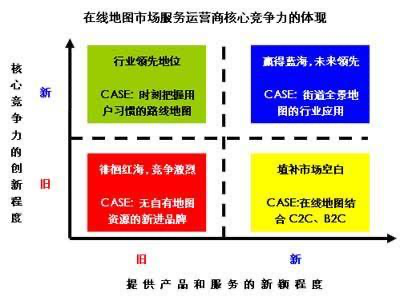 在线地图市场服务运营商核心竞争力的体现
核心竞争力的创新程度
新
旧
行业领先地位
CASE: 时刻把握用
户习惯的路线地图
赢得蓝海,未来领先
CASE: 街道全景地
图的行业应用
徘徊红海,竞争激烈
CASE: 无自有地图
资源的新进品牌
填补市场空白
CASE:在线地图结
合 C2C、B2C
旧
新
提供产品和服务的新颖程度